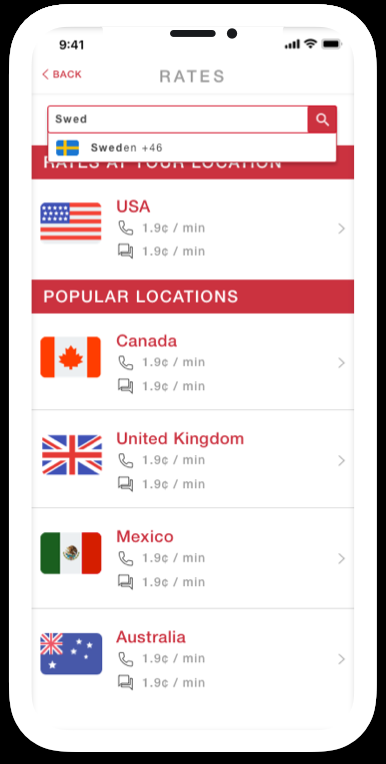 9:41
BACK
RATES
Swed
Sweden +46
RATES AT YOUR LOCATION
USA
1.9¢ / min
1.9¢ / min
POPULAR LOCATIONS
Canada
1.9¢ / min
1.9¢ / min
United Kingdom
1.9¢ / min
1.9¢ / min
Mexico
1.9¢ / min
1.9¢ / min
Australia
1.9¢ / min
1.9¢ / min